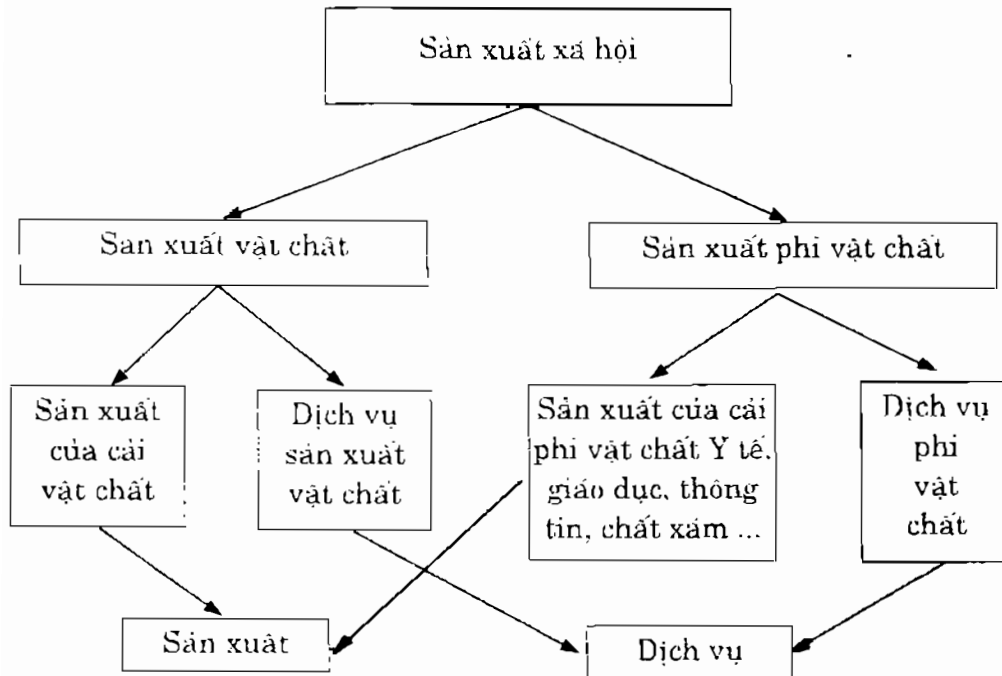 Sản xuất xã hội
Sản xuất vật chất
Sản xuất phi vật chất
Sản xuất
của cải
vật chất
Dịch vụ
sản xuất
vật chất
Sản xuất của cải
phi vật chất Y tế,
giáo dục, thông
tin, chất xám ...
Dịch vụ
phi
vật
chất
Sản xuất
Dịch vụ